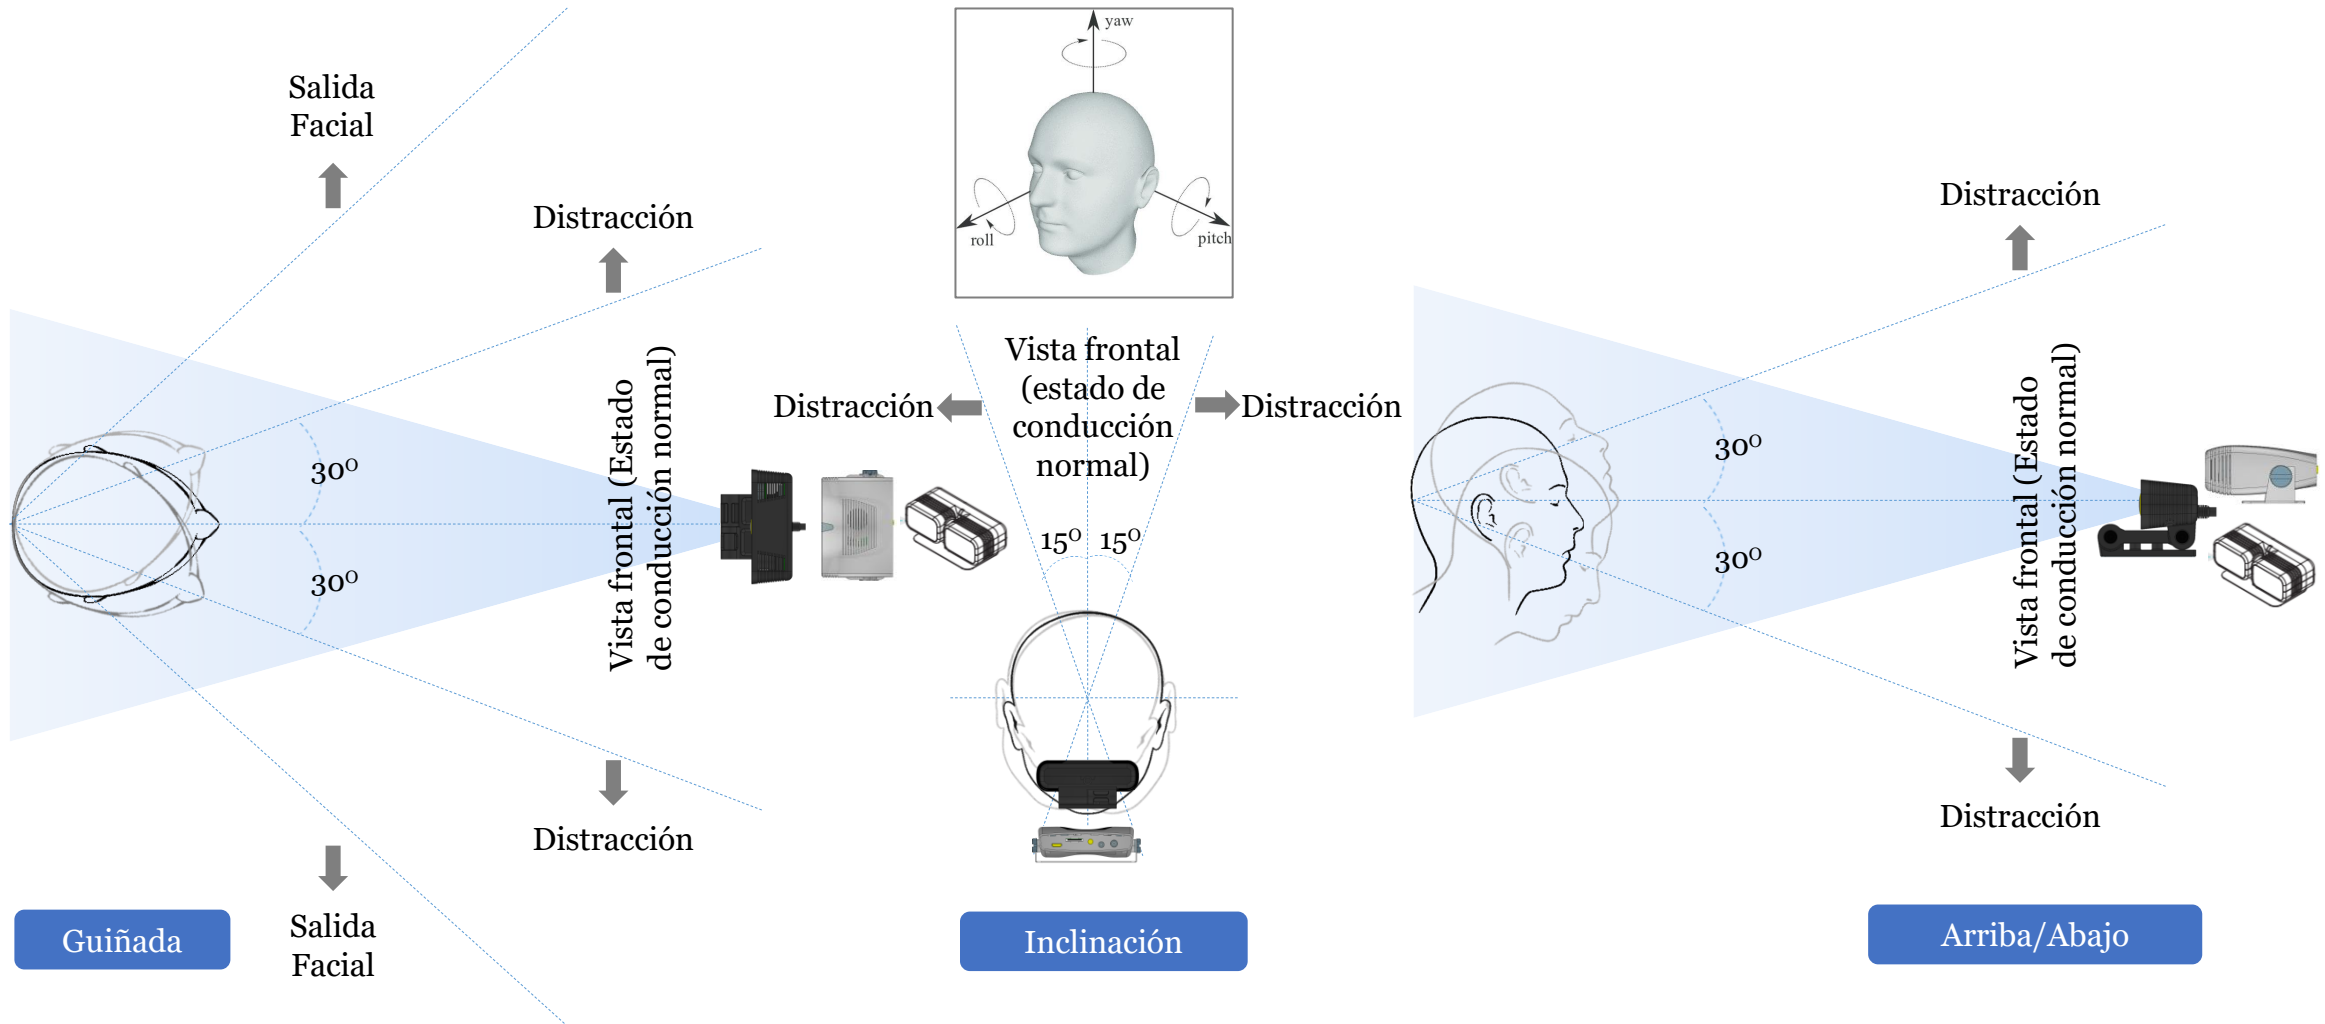 Salida
Facial
Distracción
Vista frontal (Estado
de conducción normal)
30º
30º
Distracción
Salida
Facial
Guiñada
yaw
roll
pitch
Vista frontal
(estado de
conducción
normal)
Distracción
Distracción
15º
15º
Inclinación
Distracción
Vista frontal (Estado
de conducción normal)
30º
30º
Distracción
Arriba/Abajo